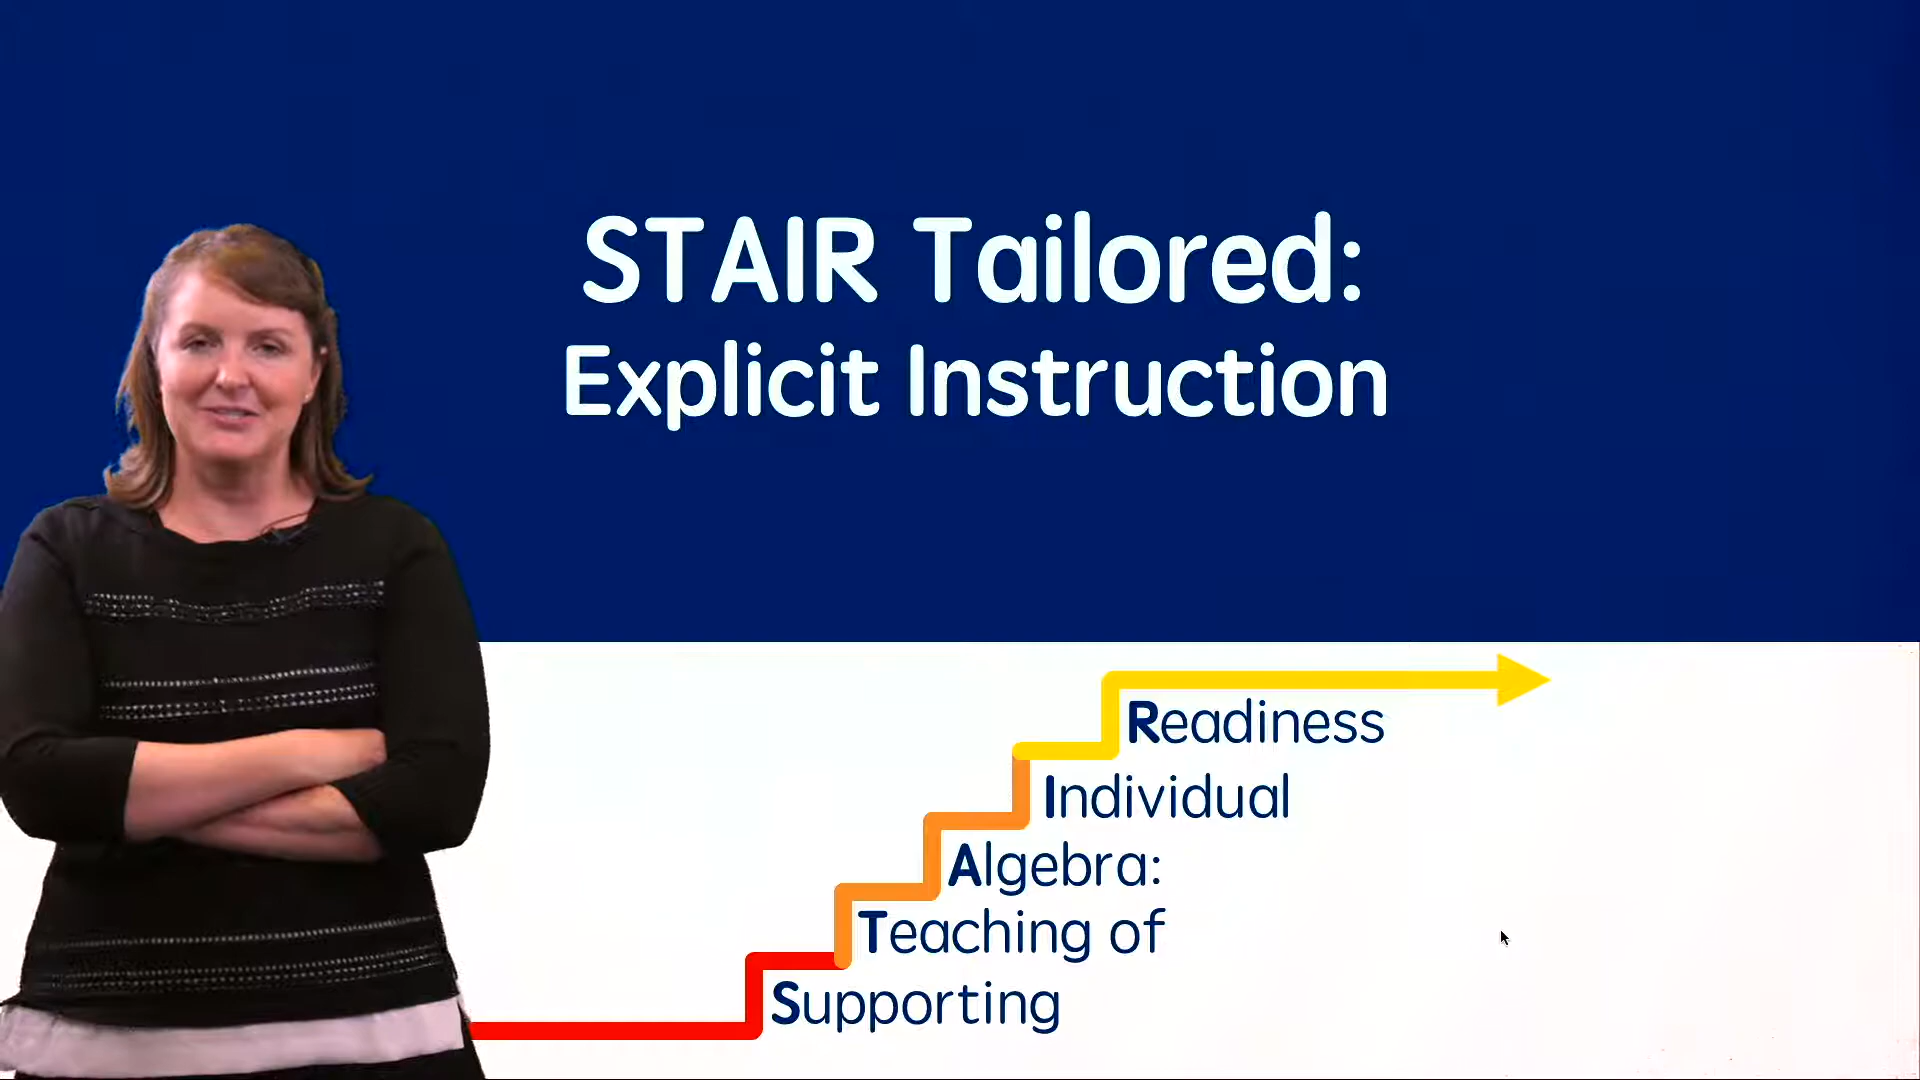 STAIR Tailored:
Explicit Instruction
Readiness
Individual
Algebra:
Teaching of
Supporting